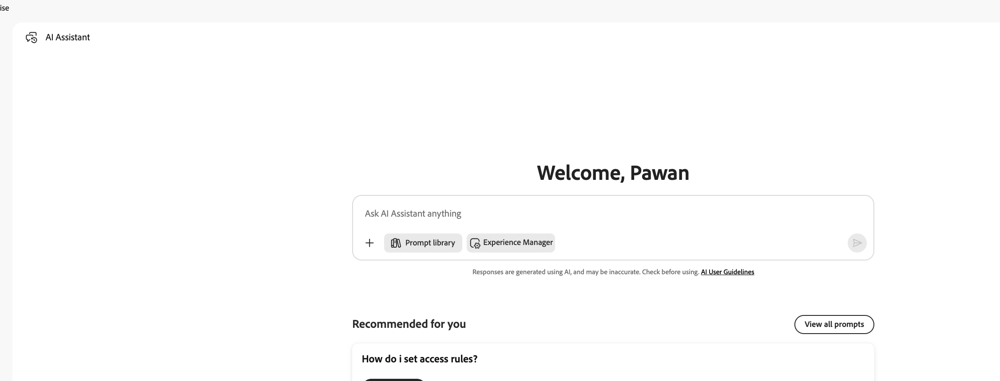 ise
AI Assistant
Welcome, Pawan
Ask AI Assistant anything
Prompt library
Experience Manager
Responses are generated using AI, and may be inaccurate. Check before using. AI User Guidelines
Recommended for you
View all prompts
How do i set access rules?